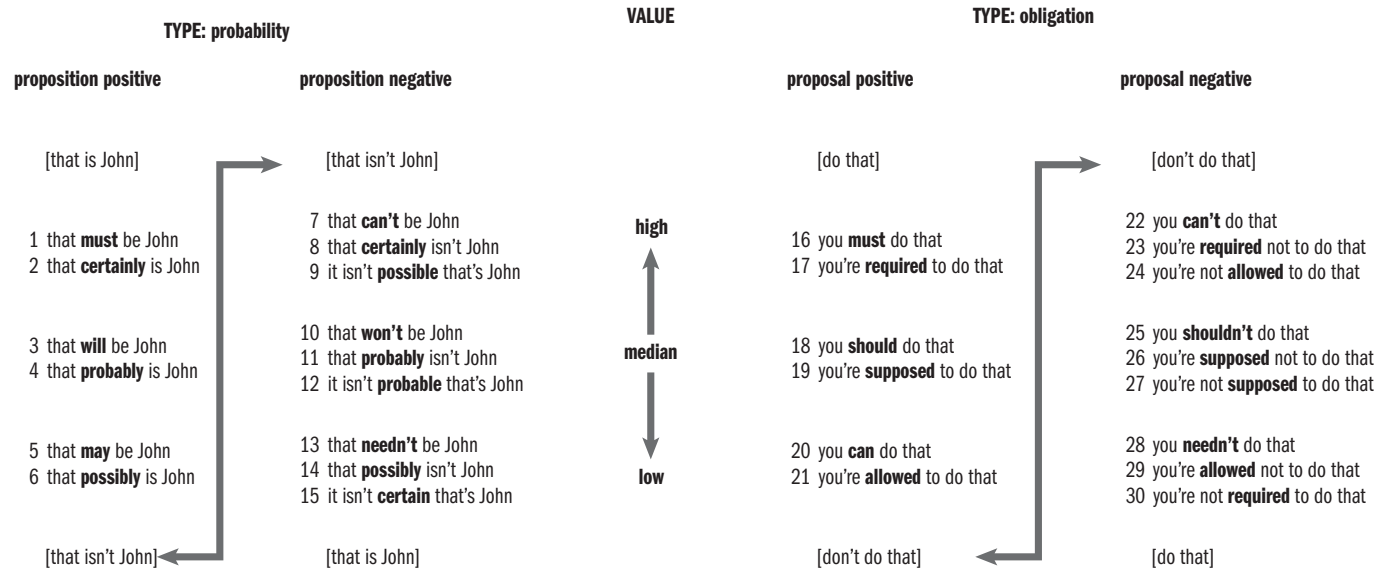 TYPE: probability
VALUE
TYPE: obligation
proposition positive
proposition negative
proposal positive
proposal negative
[that is John]
[that isn't John]
[do that]
[don't do that]
1 that must be John
2 that certainly is John
7 that can't be John
8 that certainly isn't John
9 it isn't possible that's John
high
16 you must do that
17 you're required to do that
22 you can't do that
23 you're required not to do that
24 you're not allowed to do that
3 that will be John
4 that probably is John
10 that won't be John
11 that probably isn't John
12 it isn't probable that's John
median
18 you should do that
19 you're supposed to do that
25 you shouldn't do that
26 you're supposed not to do that
27 you're not supposed to do that
5 that may be John
6 that possibly is John
13 that needn't be John
14 that possibly isn't John
15 it isn't certain that's John
low
20 you can do that
21 you're allowed to do that
28 you needn't do that
29 you're allowed not to do that
30 you're not required to do that
[that isn't John]
[that is John]
[don't do that]
[do that]